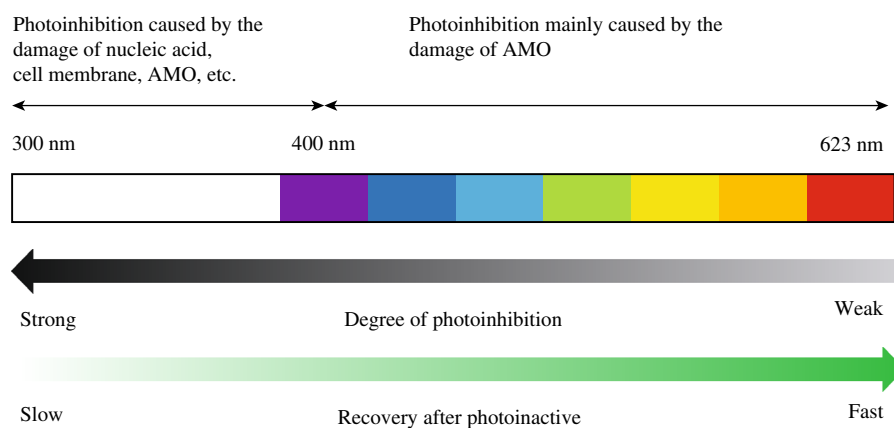 Photoinhibition caused by the
damage of nucleic acid,
cell membrane, AMO, etc.
Photoinhibition mainly caused by the
damage of AMO
300 nm
400 nm
623 nm
Strong
Degree of photoinhibition
Weak
Slow
Recovery after photoinactive
Fast